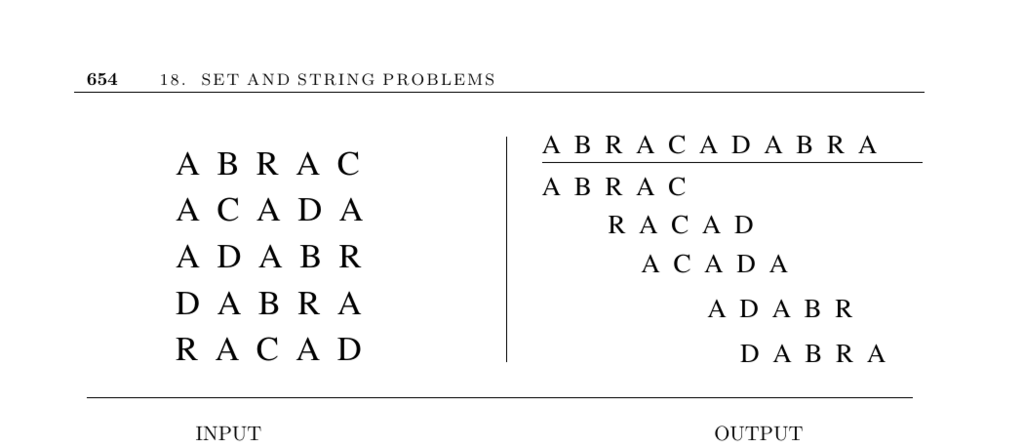 654 18. SET AND STRING PROBLEMS
A B R A C
A C A D A
A D A B R
D A B R A
R A C A D
A B R A C A D A B R A
A B R A C
R A C A D
A C A D A
A D A B R
D A B R A
INPUT
OUTPUT